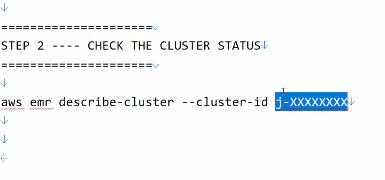 =====================
STEP 2 ---- CHECK THE CLUSTER STATUS
=====================
aws emr describe-cluster --cluster-id j-XXXXXXXX